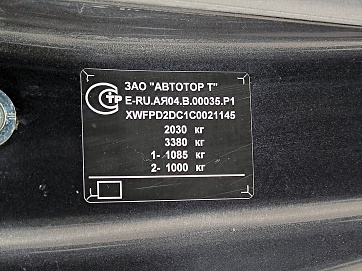 ЗАО "АВТОТОР Т"
E-RU.АЯ04.В.00035.Р1
XWFPD2DC1C0021145
2030 кг
3380 кг
1- 1085 кг
2- 1000 кг